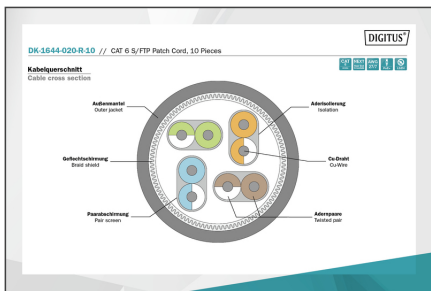 DIGITUS®
DK-1644-020-R-10 // CAT 6 S/FTP Patch Cord, 10 Pieces
Kabelquerschnitt
Cable cross section
Außenmantel
Outer jacket
Aderisolierung
Isolation
Geflechtschirmung
Braid shield
Cu-Draht
Cu-Wire
Paarabschirmung
Pair screen
Aderpaare
Twisted pair